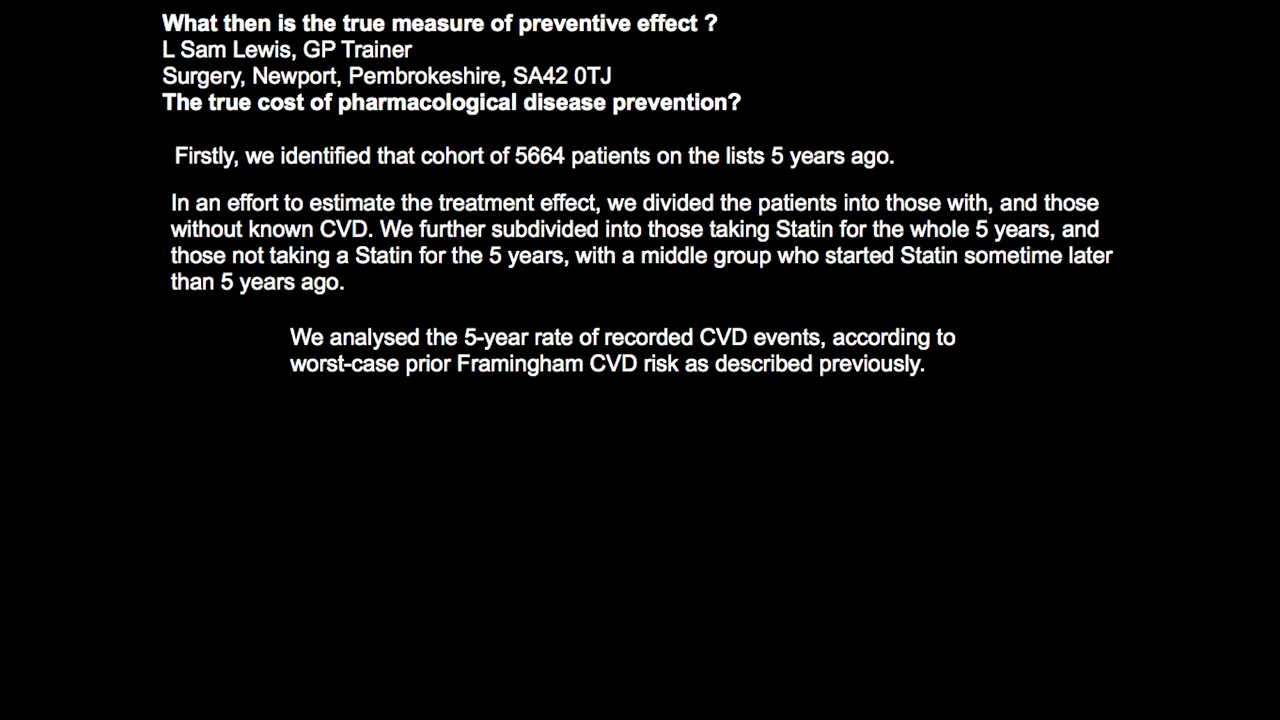 What then is the true measure of preventive effect ?
L Sam Lewis, GP Trainer
Surgery, Newport, Pembrokeshire, SA42 0TJ
The true cost of pharmacological disease prevention?
Firstly, we identified that cohort of 5664 patients on the lists 5 years ago.
In an effort to estimate the treatment effect, we divided the patients into those with, and those
without known CVD. We further subdivided into those taking Statin for the whole 5 years, and
those not taking a Statin for the 5 years, with a middle group who started Statin sometime later
than 5 years ago.
We analysed the 5-year rate of recorded CVD events, according to
worst-case prior Framingham CVD risk as described previously.